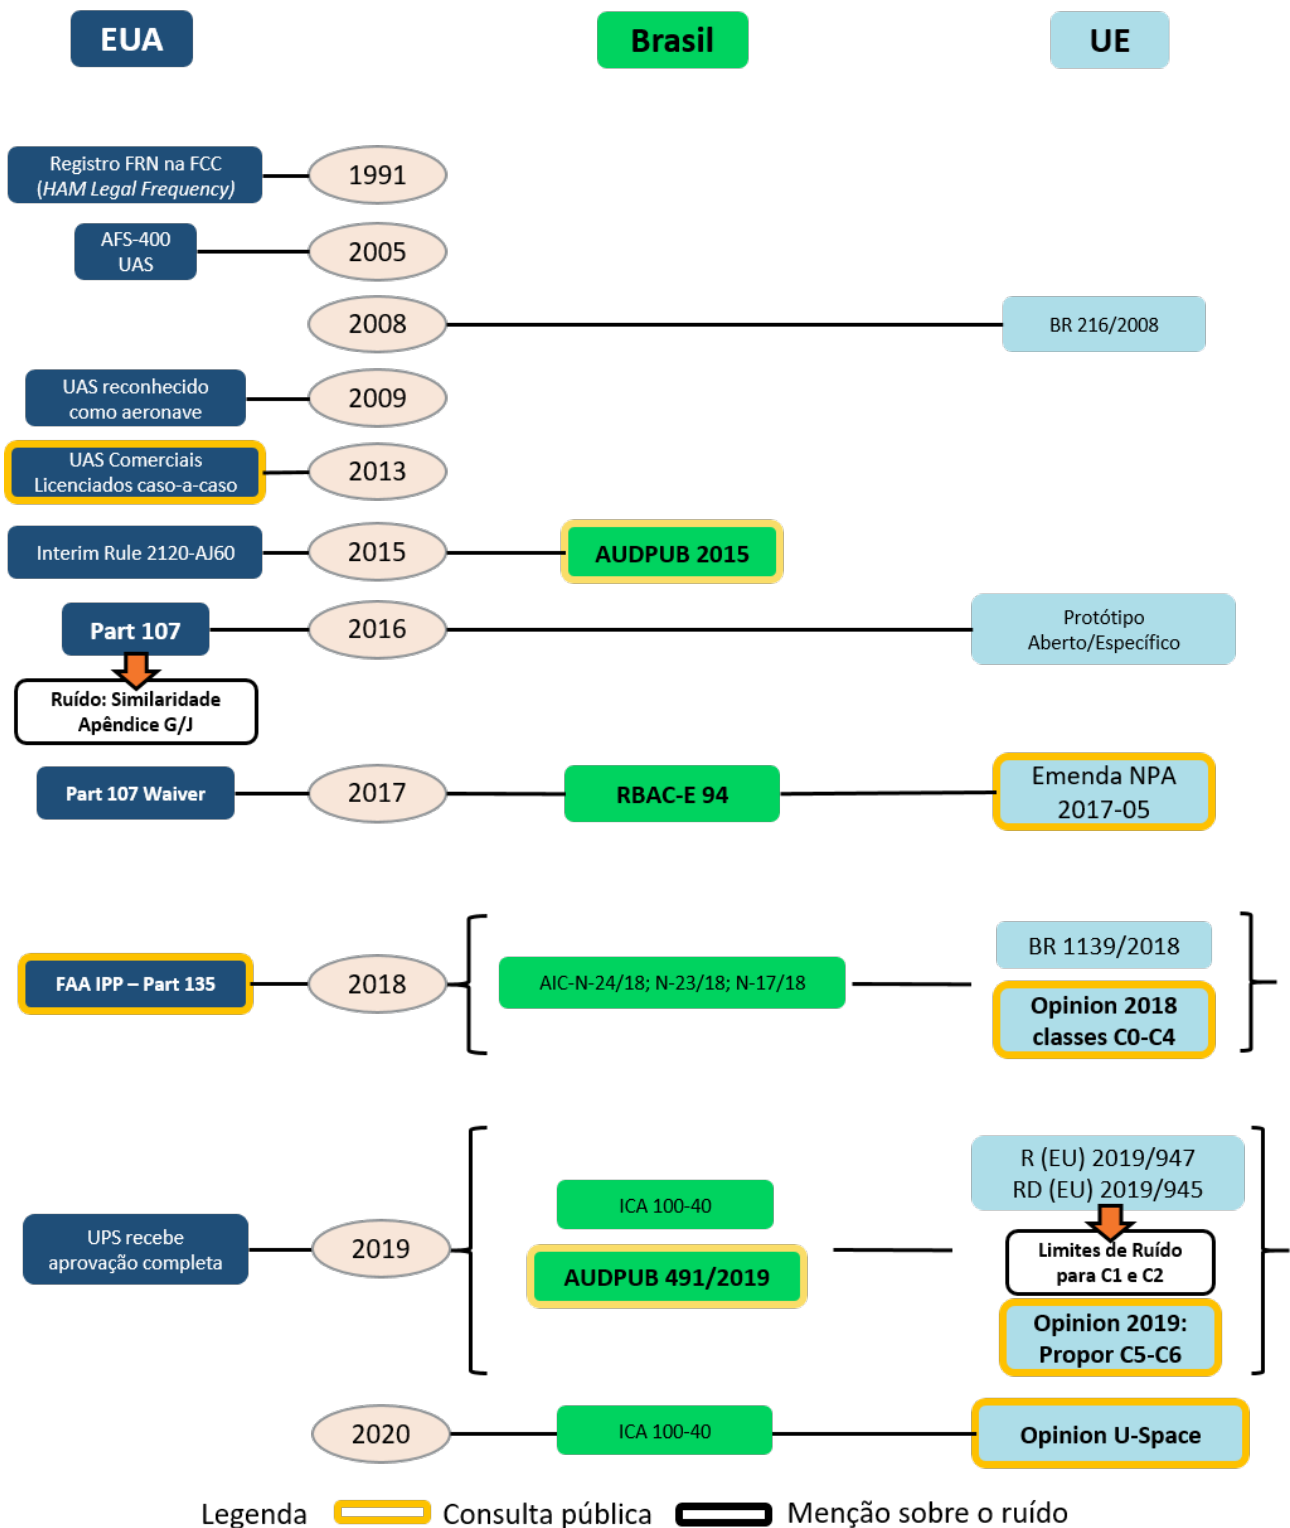 EUA
Brasil
UE
Registro FRN na FCC
(HAM Legal Frequency)
1991
AFS-400
UAS
2005
2008
BR 216/2008
UAS reconhecido
como aeronave
2009
UAS Comerciais
Licenciados caso-a-caso
2013
Interim Rule 2120-AJ60
2015
AUDPUB 2015
Part 107
2016
Protótipo
Aberto/Específico
Ruído: Similaridade
Apêndice G/J
Part 107 Waiver
2017
RBAC-E 94
Emenda NPA
2017-05
FAA IPP – Part 135
2018
AIC-N-24/18; N-23/18; N-17/18
BR 1139/2018
Opinion 2018
classes C0-C4
UPS recebe
aprovação completa
2019
ICA 100-40
AUDPUB 491/2019
R (EU) 2019/947
RD (EU) 2019/945
Limites de Ruído
para C1 e C2
Opinion 2019:
Propor C5-C6
2020
ICA 100-40
Opinion U-Space
Legenda
Consulta pública
Menção sobre o ruído